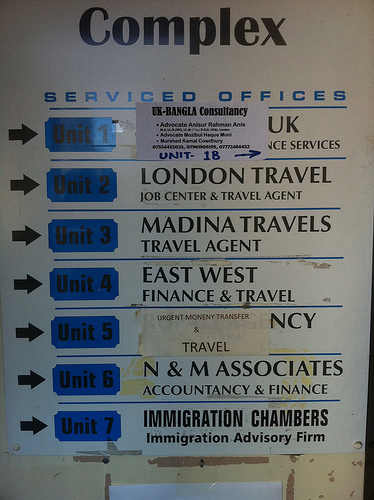 Complex
SERVICED OFFICES
Unit 1
UK-BANGLA Consultancy
• Advocate Anisur Rahman Anis
• Advocate Mozibul Haque Moni
• Murshed Kamal Cowdhury
UNIT- 1B →
UK
NCE SERVICES
Unit 2
LONDON TRAVEL
JOB CENTER & TRAVEL AGENT
Unit 3
MADINA TRAVELS
TRAVEL AGENT
Unit 4
EAST WEST
FINANCE & TRAVEL
Unit 5
URGENT MONENY TRANSFER
&
TRAVEL
NCY
Unit 6
N & M ASSOCIATES
ACCOUNTANCY & FINANCE
Unit 7
IMMIGRATION CHAMBERS
Immigration Advisory Firm